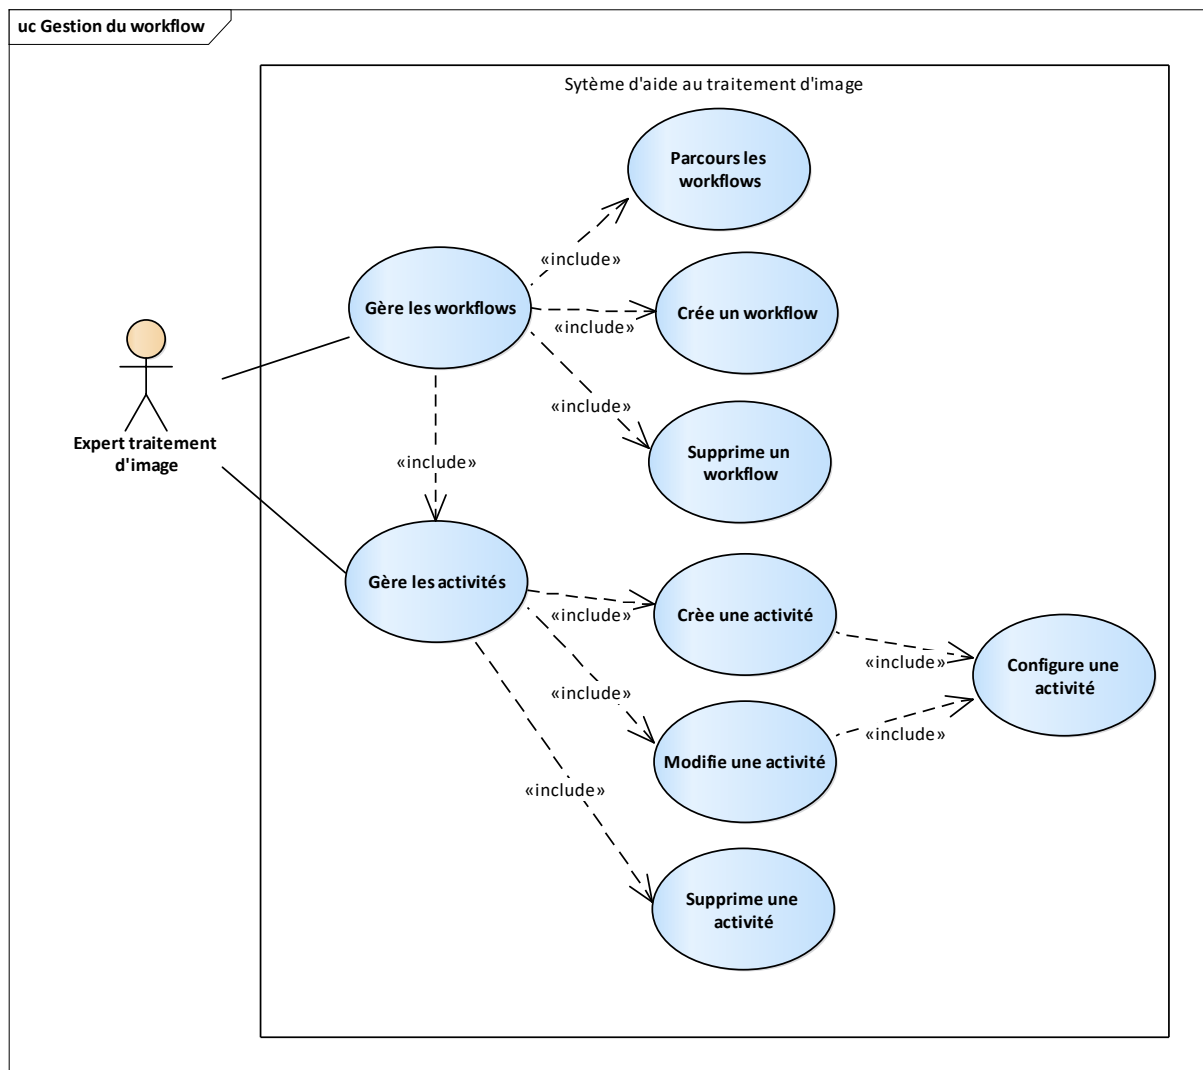 uc Gestion du workflow
Sytème d'aide au traitement d'image
Parcours les
workflows
«include»
Gère les workflows
Crée un workflow
«include»
«include»
Expert traitement
d'image
Supprime un
workflow
«include»
Gère les activités
Crèe une activité
«include»
«include»
Configure une
activité
«include»
«include»
Modifie une activité
«include»
Supprime une
activité